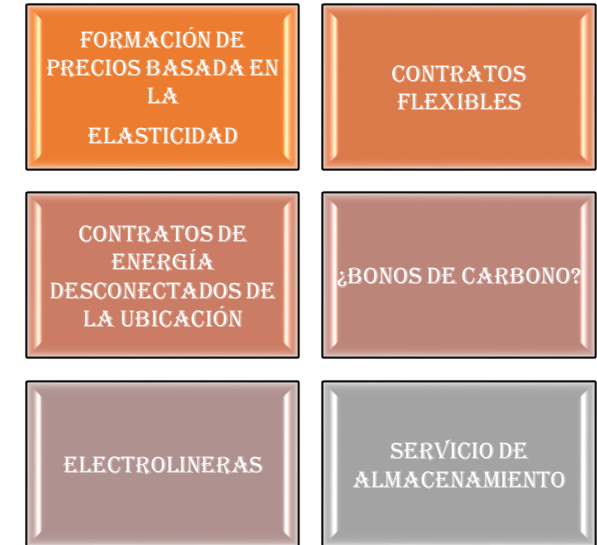 FORMACIÓN DE
PRECIOS BASADA EN
LA
ELASTICIDAD
CONTRATOS
FLEXIBLES
CONTRATOS DE
ENERGÍA
DESCONECTADOS DE
LA UBICACIÓN
¿BONOS DE CARBONO?
ELECTROLINERAS
SERVICIO DE
ALMACENAMIENTO